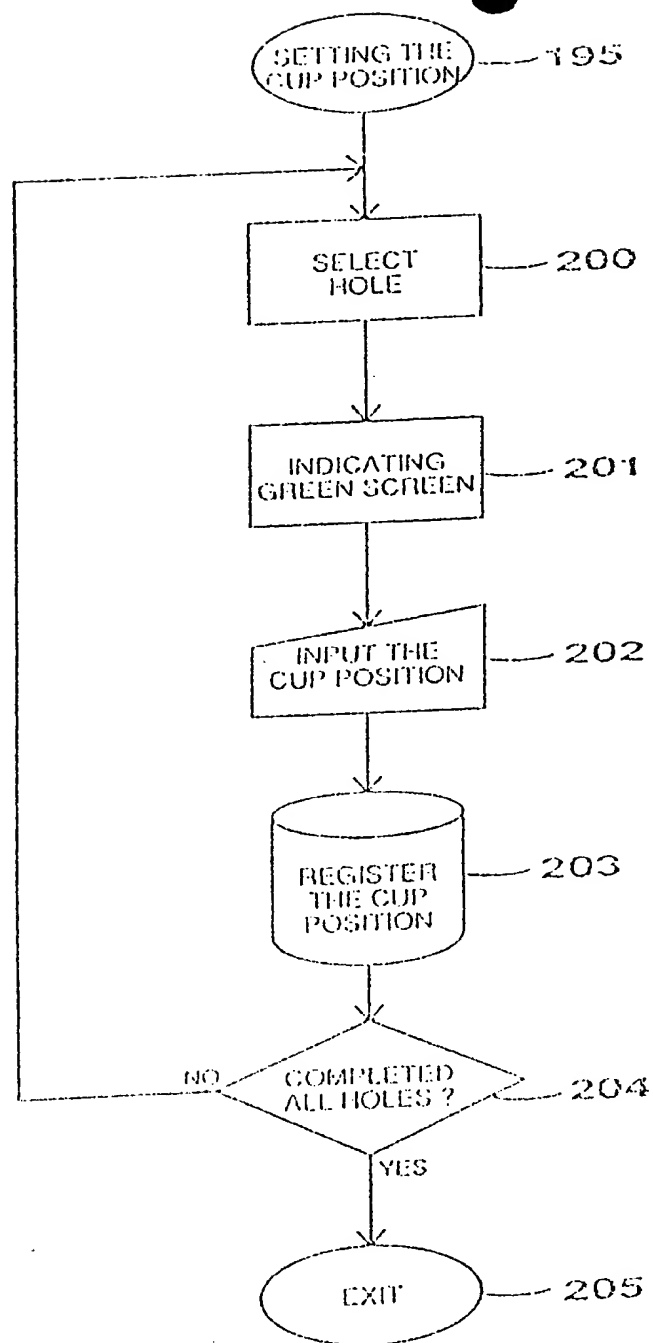 SETTING THE
CUP POSITION
195
SELECT
HOLE
200
INDICATING
GREEN SCREEN
201
INPUT THE
CUP POSITION
202
REGISTER
THE CUP
POSITION
203
NO
COMPLETED
ALL HOLES ?
204
YES
EXIT
205